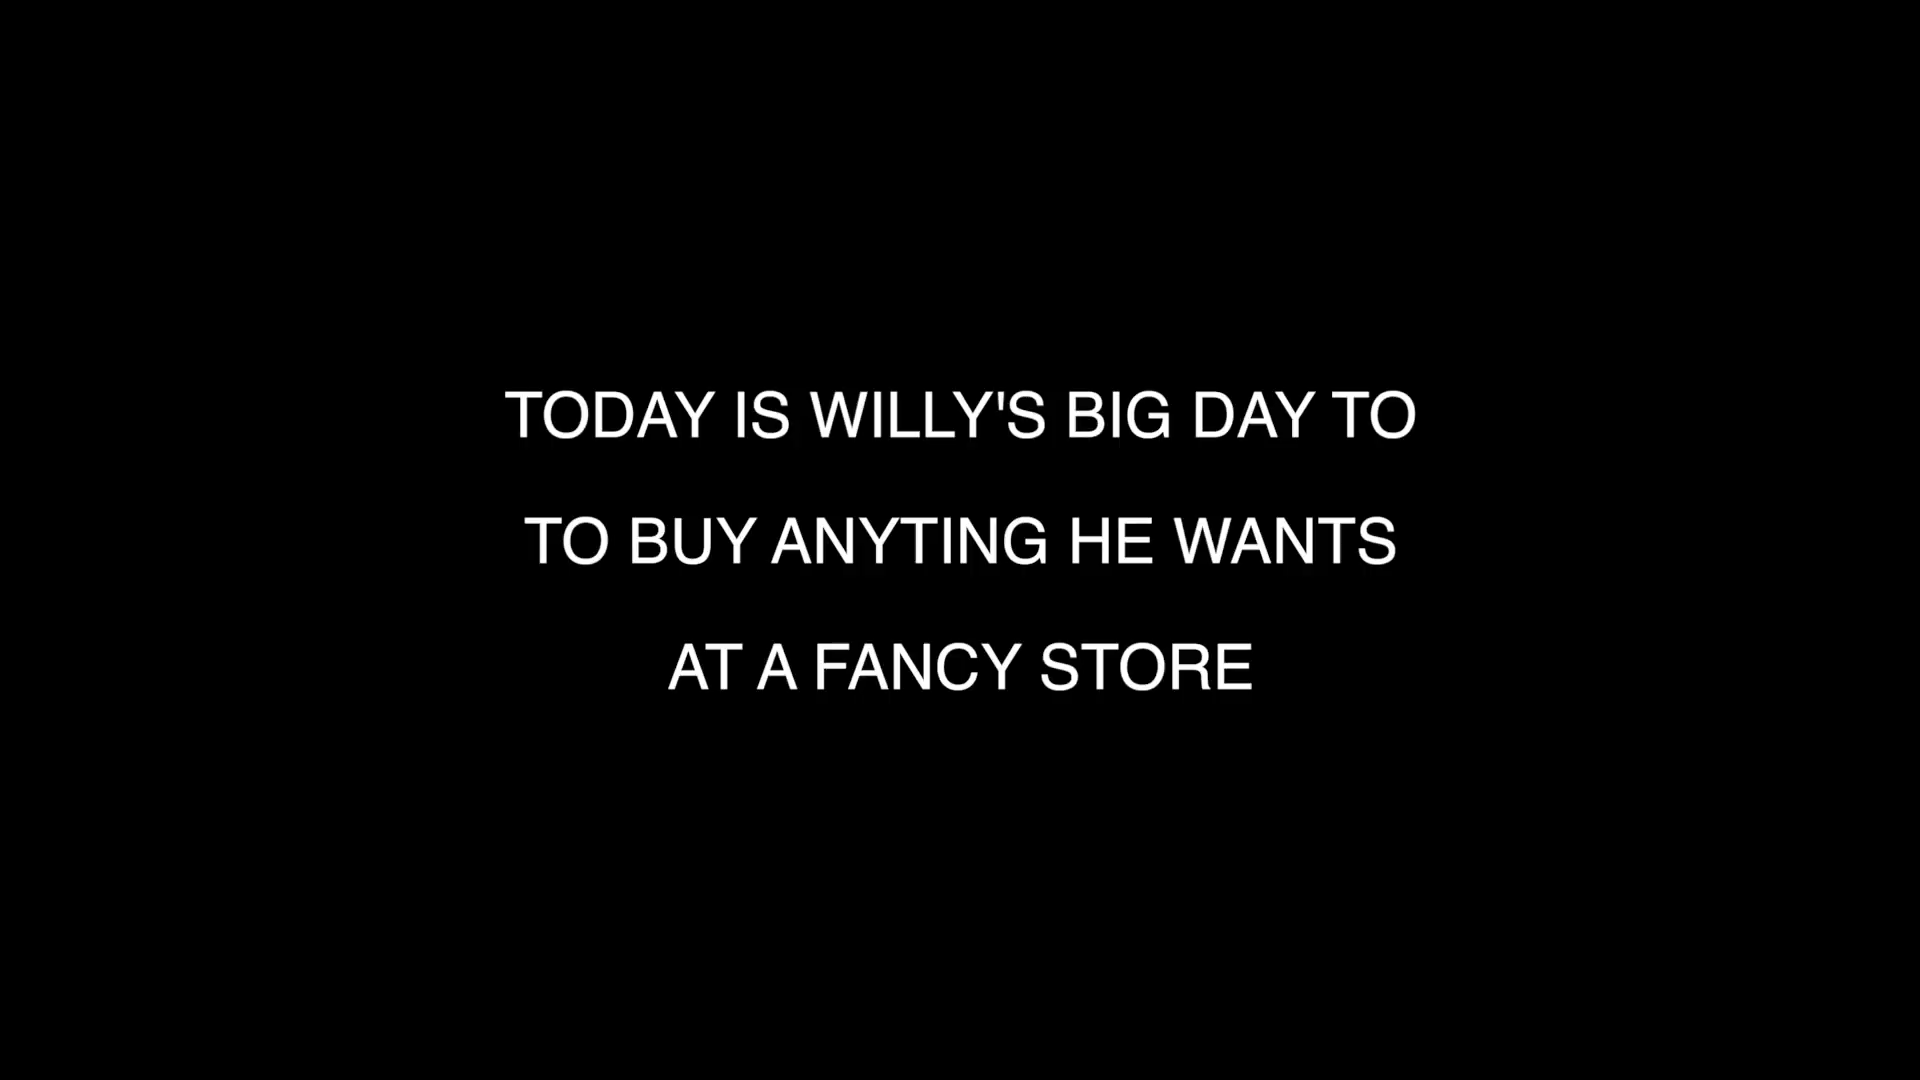 TODAY IS WILLY'S BIG DAY TO
TO BUY ANYTING HE WANTS
AT A FANCY STORE